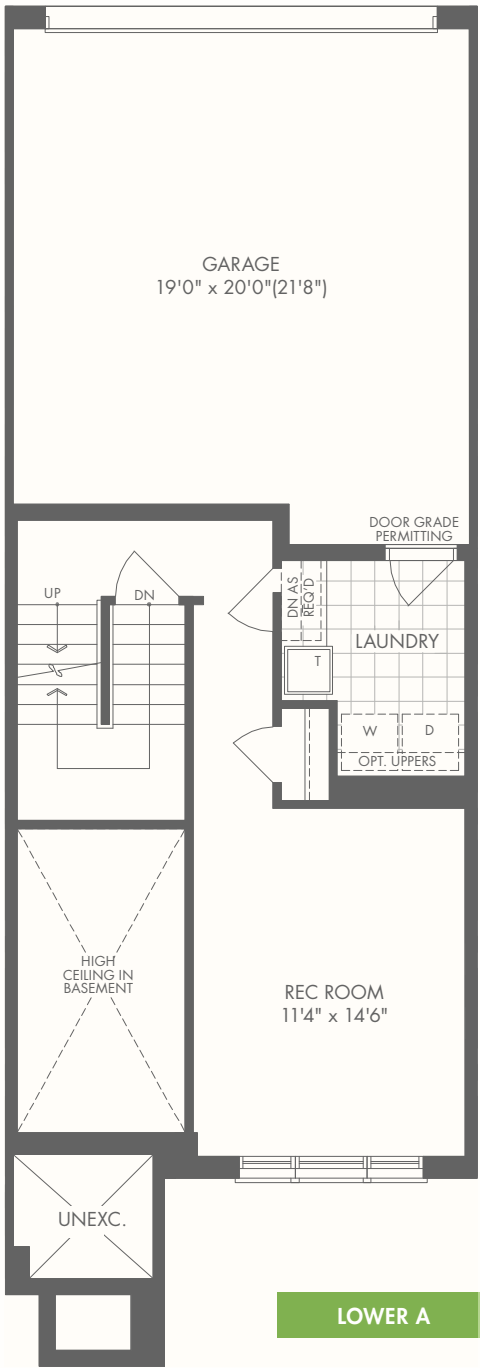 GARAGE
19'0" x 20'0"(21'8")
DOOR GRADE
PERMITTING
UP
DN
DN AS
REQ'D
LAUNDRY
T
W
D
OPT. UPPERS
HIGH
CEILING IN
BASEMENT
REC ROOM
11'4" x 14'6"
UNEXC.
LOWER A